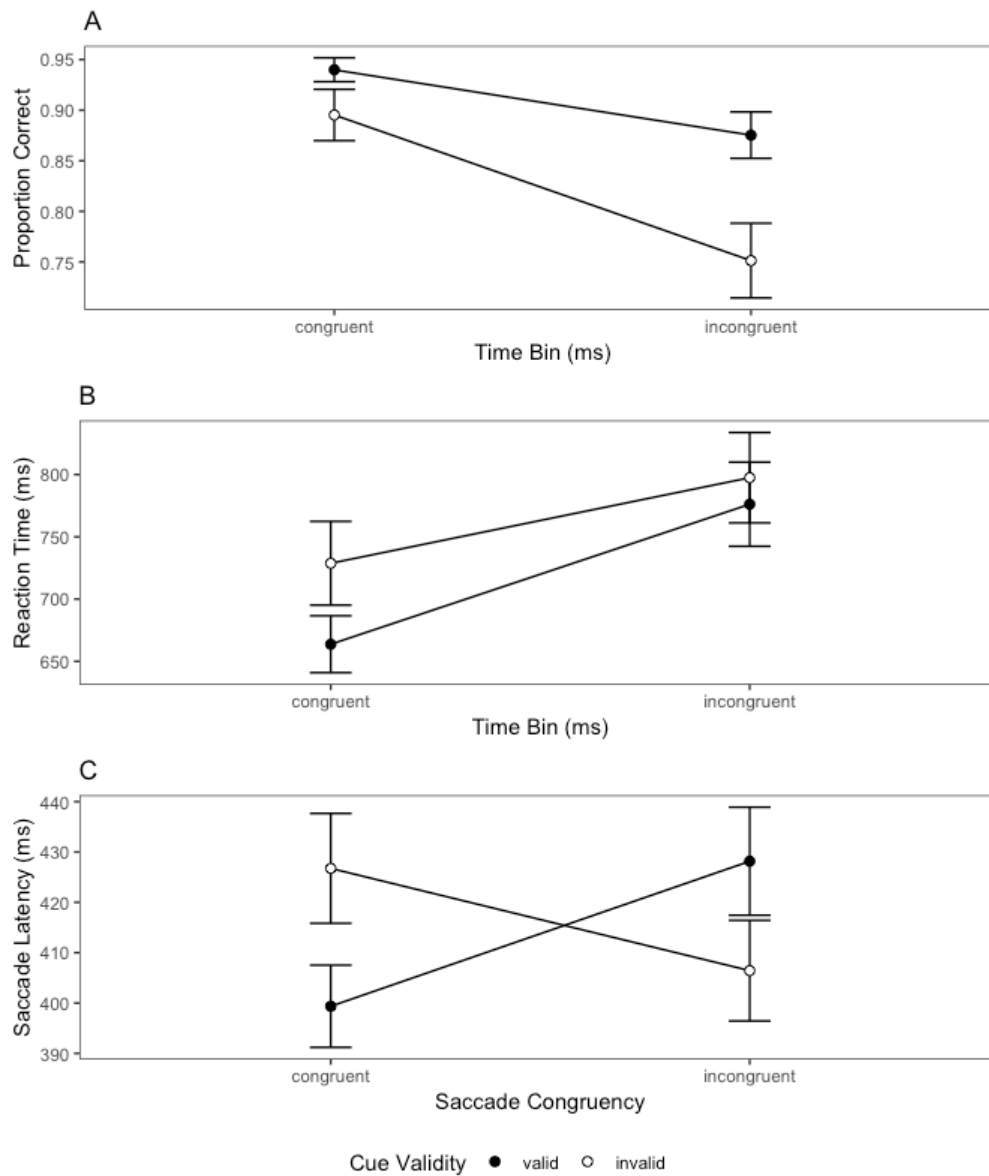 A
Proportion Correct
0.95
0.90
0.85
0.80
0.75
congruent incongruent
Time Bin (ms)
B
Reaction Time (ms)
800
750
700
650
congruent incongruent
Time Bin (ms)
C
Saccade Latency (ms)
440
430
420
410
400
390
congruent incongruent
Saccade Congruency
Cue Validity valid invalid